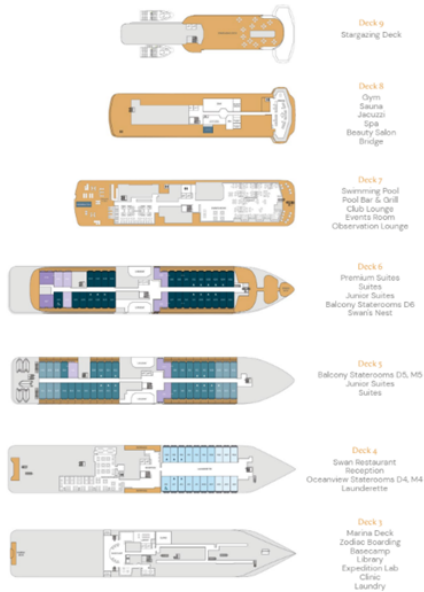 Deck 9
Stargazing Deck
Deck 8
Gym
Sauna
Jacuzzi
Spa
Beauty Salon
Bridge
Deck 7
Swimming Pool
Pool Bar & Grill
Club Lounge
Events Room
Observation Lounge
Deck 6
Premium Suites
Suites
Junior Suites
Balcony Staterooms D6
Swan's Nest
Deck 5
Balcony Staterooms D5, M5
Junior Suites
Suites
Deck 4
Swan Restaurant
Reception
Oceanview Staterooms D4, M4
Launderette
Deck 3
Marina Deck
Zodiac Boarding
Basecamp
Library
Expedition Lab
Clinic
Laundry